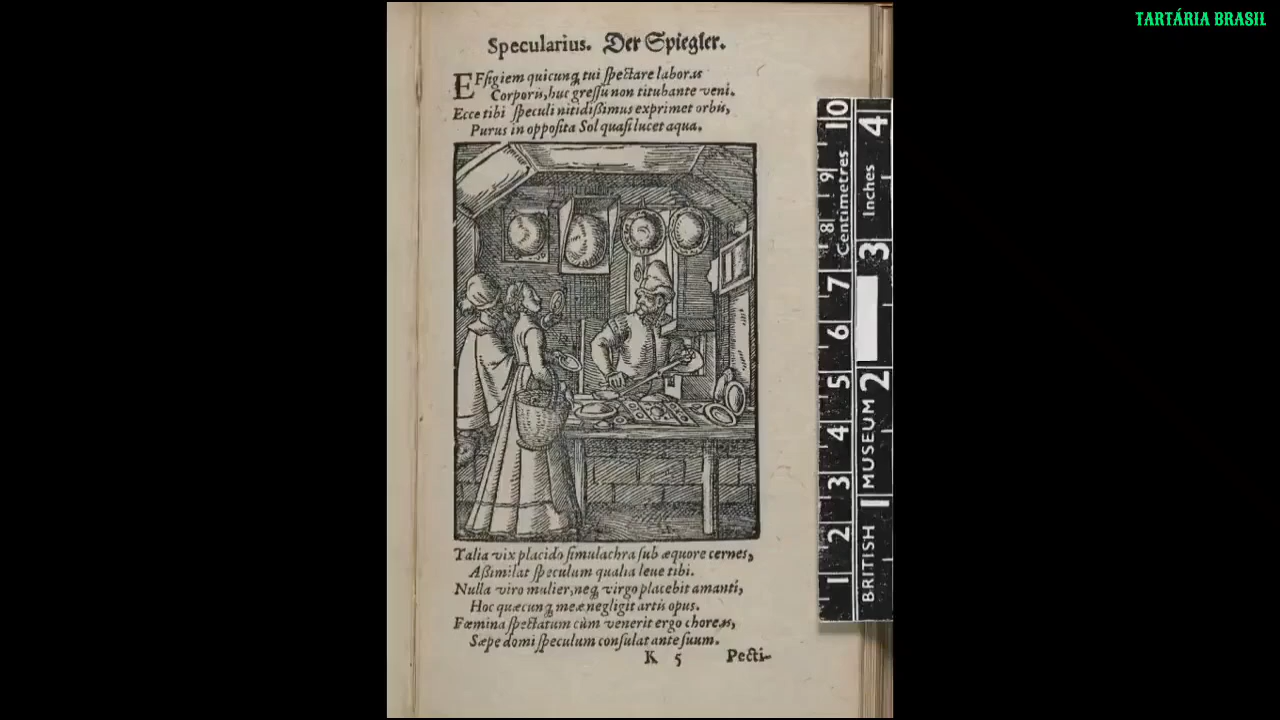 TARTÁRIA BRASIL
Specularius. Der Spiegler.
EFfigiem quicunq; tui spectare laboras
Corporis, huc gressu non titubante veni.
Ecce tibi speculi nitidißimus exprimet orbis,
Purus in opposita Sol quasi lucet aqua.
Talia vix placido simulachra sub æquore cernes,
Aßimilat speculum qualia leue tibi.
Nulla viro mulier, neq; virgo placebit amanti,
Hoc quæcunq; meæ negligit artis opus.
Fœmina spectatum cùm venerit ergo choreas,
Sæpe domi speculum consulat ante suum.
K 5 Pecti-
1 2 3 4 5 6 7 8 9 10
Centimetres
BRITISH 1 MUSEUM 2 3 Inches 4